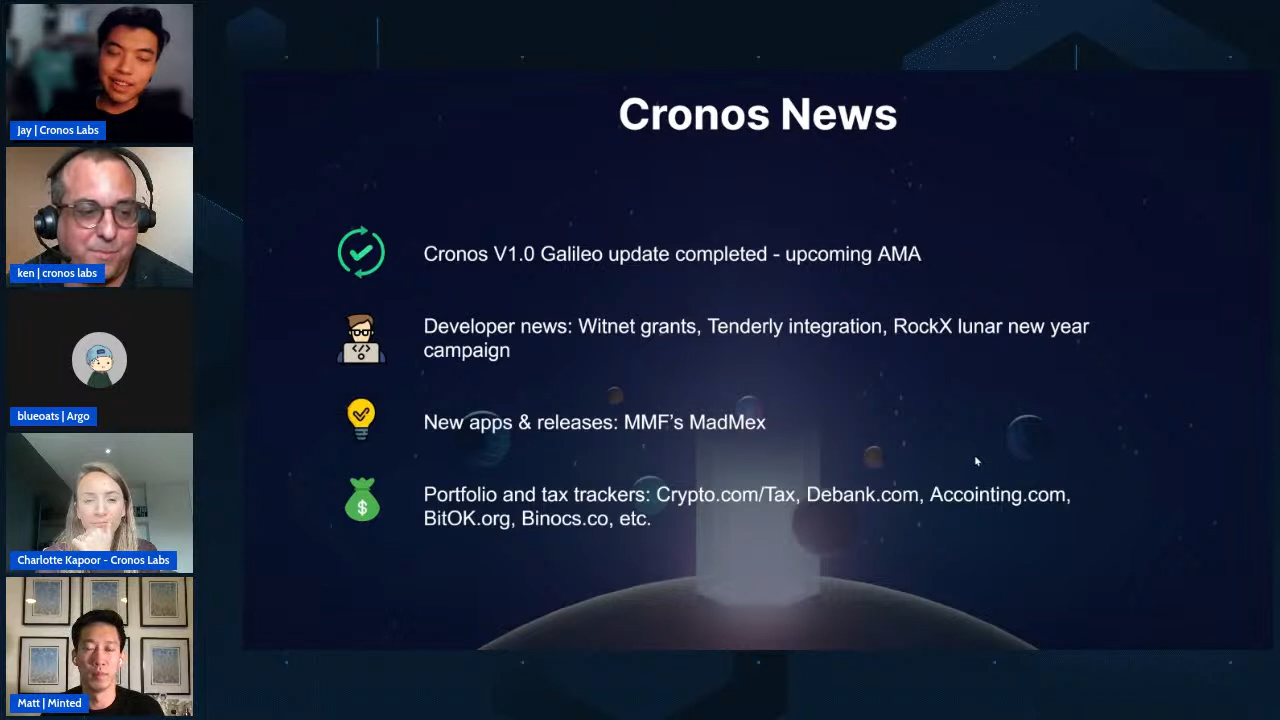 Jay | Cronos Labs
ken | cronos labs
blueoats | Argo
Charlotte Kapoor - Cronos Labs
Matt | Minted
Cronos News
Cronos V1.0 Galileo update completed - upcoming AMA
Developer news: Witnet grants, Tenderly integration, RockX lunar new year
campaign
New apps & releases: MMF's MadMex
Portfolio and tax trackers: Crypto.com/Tax, Debank.com, Accointing.com,
BitOK.org, Binocs.co, etc.